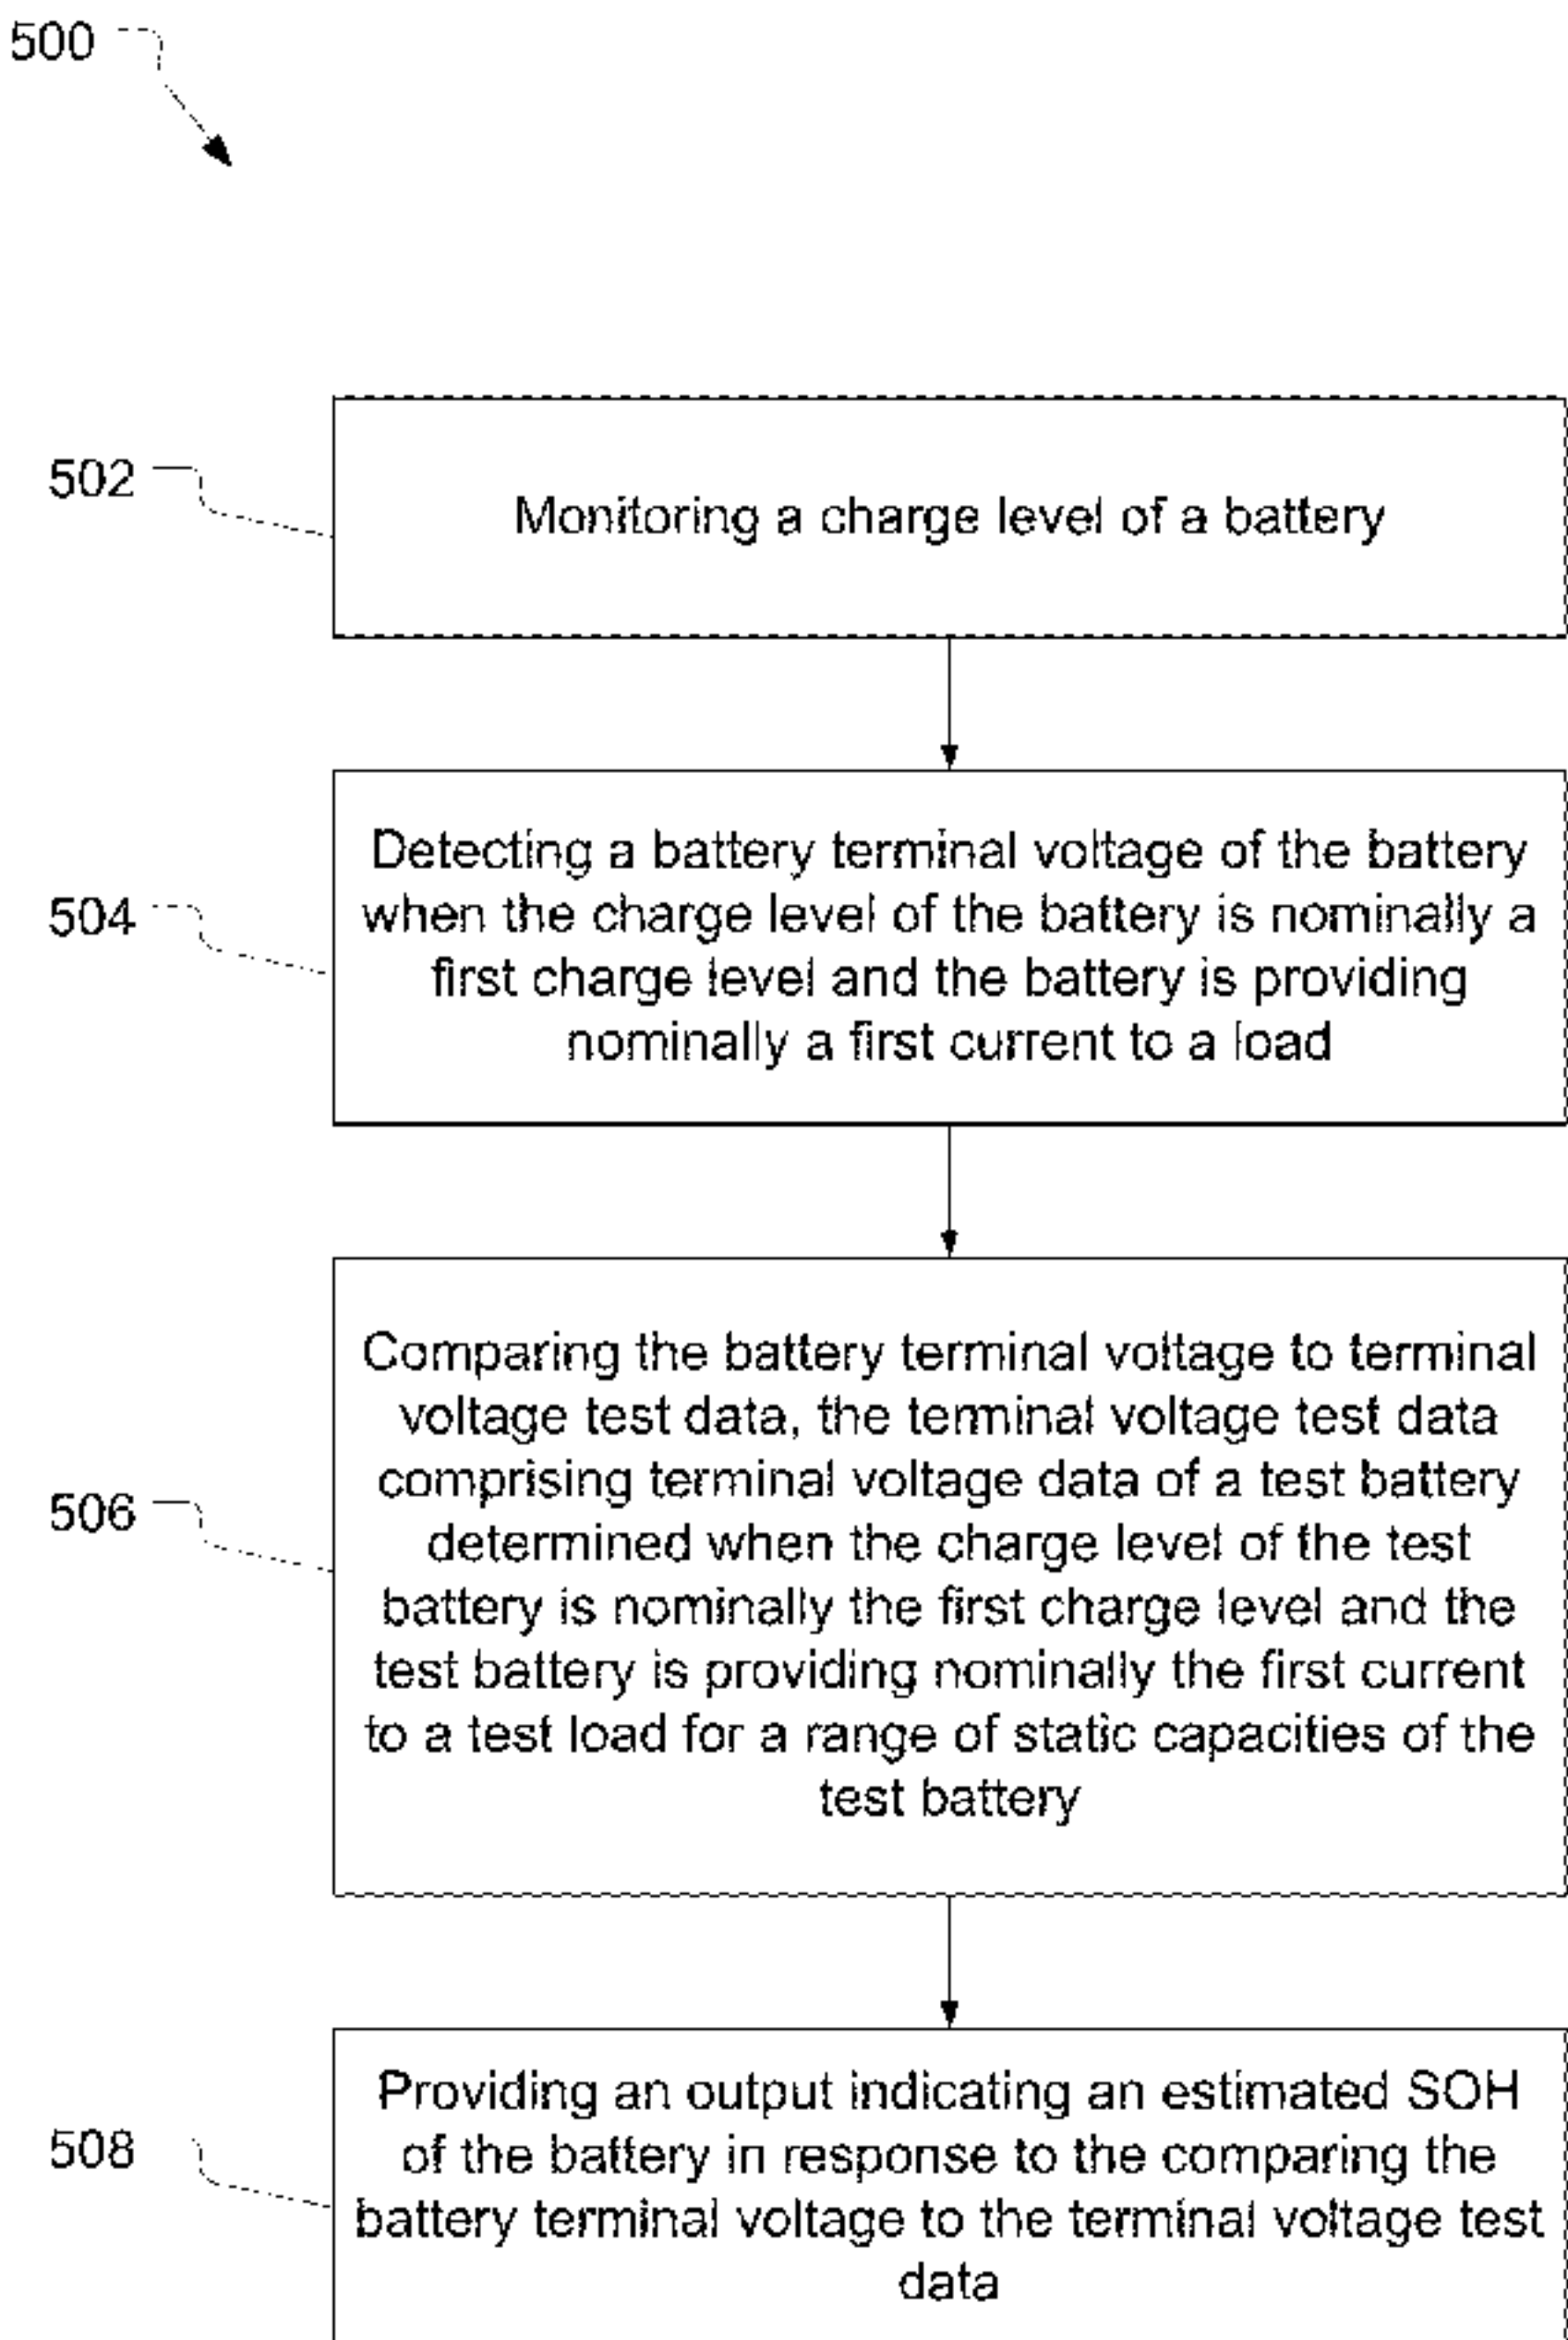 500
502
Monitoring a charge level of a battery
504
Detecting a battery terminal voltage of the battery
when the charge level of the battery is nominally a
first charge level and the battery is providing
nominally a first current to a load
506
Comparing the battery terminal voltage to terminal
voltage test data, the terminal voltage test data
comprising terminal voltage data of a test battery
determined when the charge level of the test
battery is nominally the first charge level and the
test battery is providing nominally the first current
to a test load for a range of static capacities of the
test battery
508
Providing an output indicating an estimated SOH
of the battery in response to the comparing the
battery terminal voltage to the terminal voltage test
data